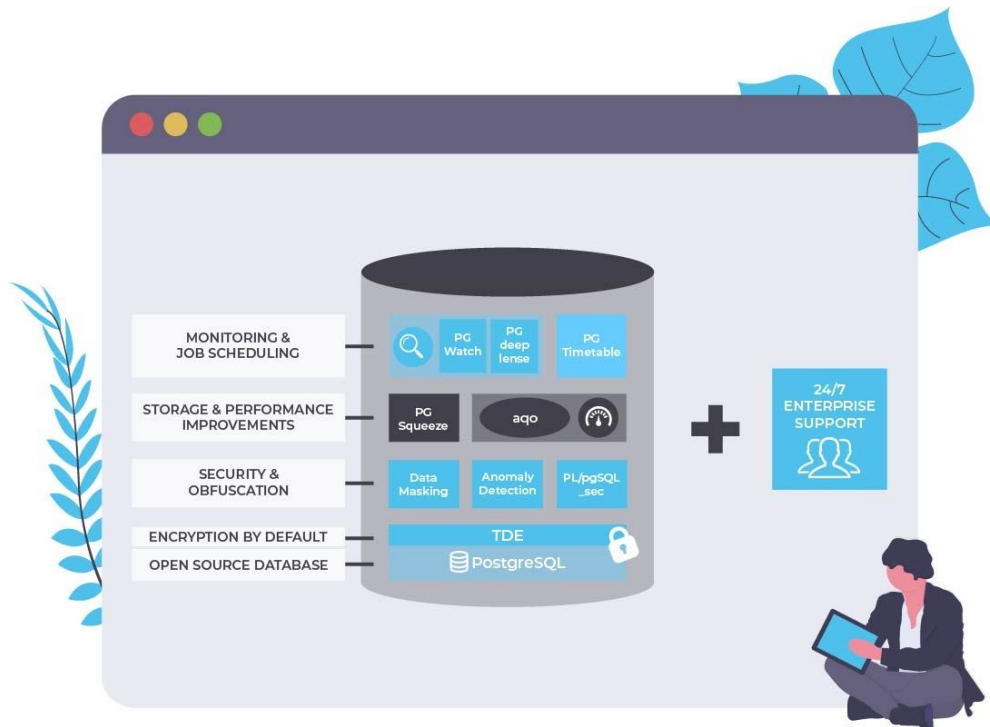 MONITORING &
JOB SCHEDULING
PG
Watch
PG
deep
lense
PG
Timetable
STORAGE & PERFORMANCE
IMPROVEMENTS
PG
Squeeze
aqo
SECURITY &
OBFUSCATION
Data
Masking
Anomaly
Detection
PL/pgSQL
_sec
ENCRYPTION BY DEFAULT
TDE
OPEN SOURCE DATABASE
PostgreSQL
24/7
ENTERPRISE
SUPPORT